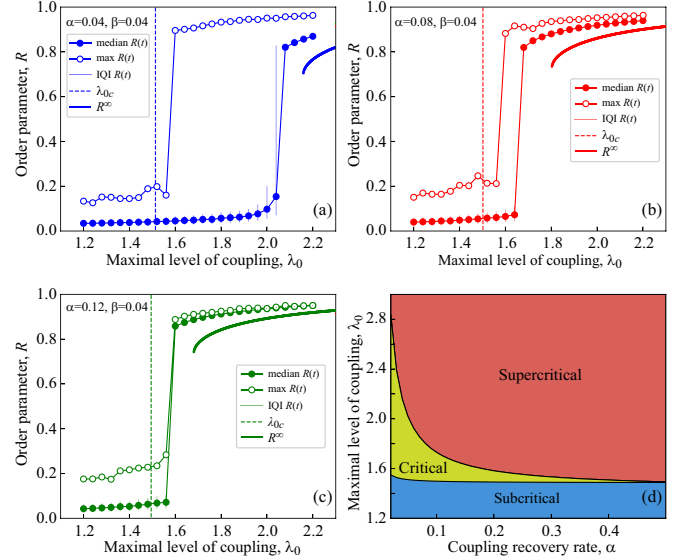 α=0.04, β=0.04
median R(t)
max R(t)
IQI R(t)
λ0c
R∞
(a)
1.0
0.8
0.6
0.4
0.2
0.0
Order parameter, R
1.2 1.4 1.6 1.8 2.0 2.2
Maximal level of coupling, λ0
α=0.08, β=0.04
median R(t)
max R(t)
IQI R(t)
λ0c
R∞
(b)
1.0
0.8
0.6
0.4
0.2
0.0
Order parameter, R
1.2 1.4 1.6 1.8 2.0 2.2
Maximal level of coupling, λ0
α=0.12, β=0.04
median R(t)
max R(t)
IQI R(t)
λ0c
R∞
(c)
1.0
0.8
0.6
0.4
0.2
0.0
Order parameter, R
1.2 1.4 1.6 1.8 2.0 2.2
Maximal level of coupling, λ0
2.8
2.4
2.0
1.6
1.2
Maximal level of coupling, λ0
Supercritical
Critical
Subcritical
(d)
0.1 0.2 0.3 0.4
Coupling recovery rate, α